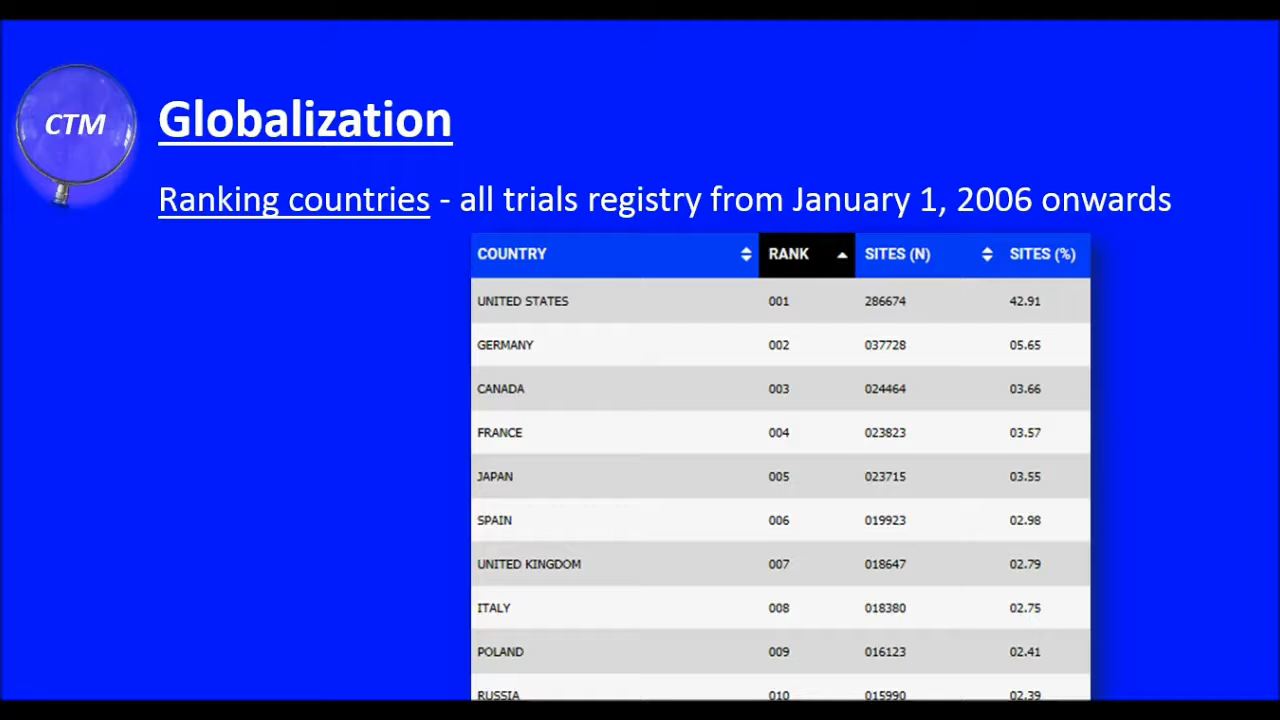 CTM
Globalization
Ranking countries - all trials registry from January 1, 2006 onwards
COUNTRY RANK SITES (N) SITES (%)
UNITED STATES 001 286674 42.91
GERMANY 002 037728 05.65
CANADA 003 024464 03.66
FRANCE 004 023823 03.57
JAPAN 005 023715 03.55
SPAIN 006 019923 02.98
UNITED KINGDOM 007 018647 02.79
ITALY 008 018380 02.75
POLAND 009 016123 02.41
RUSSIA 010 015990 02.39